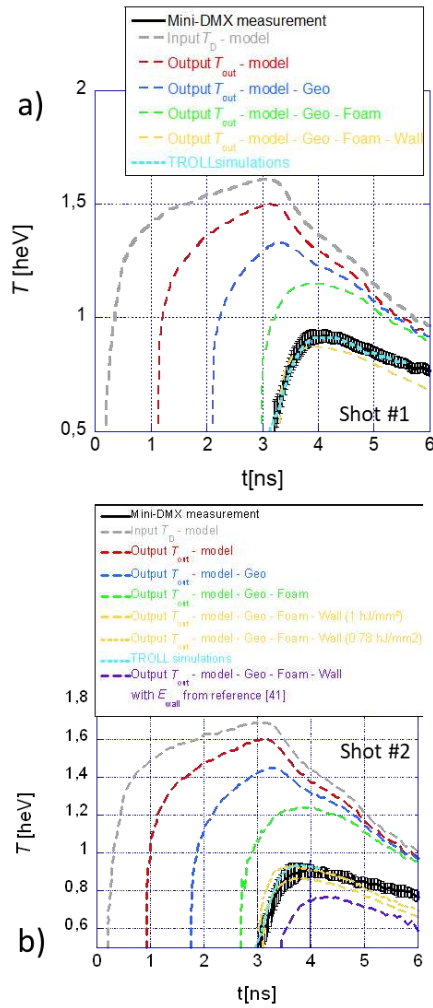 a)
Mini-DMX measurement
Input T_D - model
Output T_out - model
Output T_out - model - Geo
Output T_out - model - Geo - Foam
Output T_out - model - Geo - Foam - Wall
TROLLsimulations
2
1,5
1
0,5
T [heV]
Shot #1
0 1 2 3 4 5 6
t[ns]
Mini-DMX measurement
Input T_D - model
Output T_out - model
Output T_out - model - Geo
Output T_out - model - Geo - Foam
Output T_out - model - Geo - Foam - Wall (1 hJ/mm²)
Output T_out - model - Geo - Foam - Wall (0.78 hJ/mm2)
TROLL simulations
Output T_out - model - Geo - Foam - Wall
with E_wall from reference [41]
1.8
1.6
1.4
1.2
1
0.8
0.6
T [heV]
Shot #2
0 1 2 3 4 5 6
b)
t[ns]